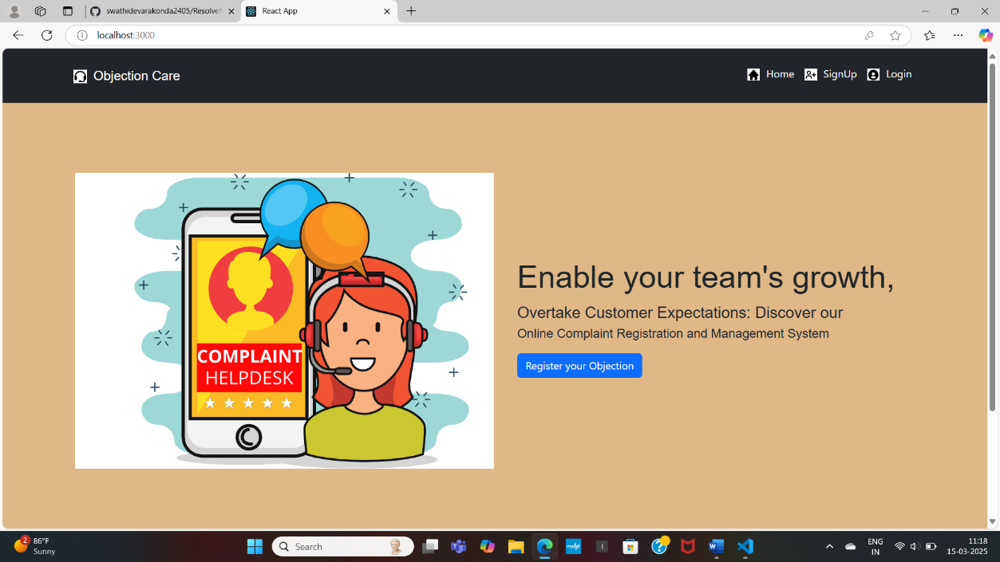 swathidevarakonda2405/ResolveN
React App
localhost:3000
Objection Care
Home
SignUp
Login
COMPLAINT
HELPDESK
Enable your team's growth,
Overtake Customer Expectations: Discover our
Online Complaint Registration and Management System
Register your Objection
2
86°F
Sunny
Search
myhp
ENG
IN
11:18
15-03-2025